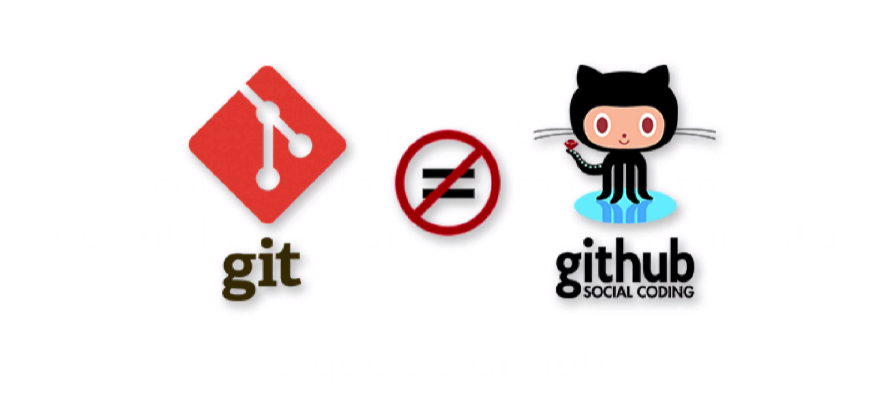 git
=
github
SOCIAL CODING